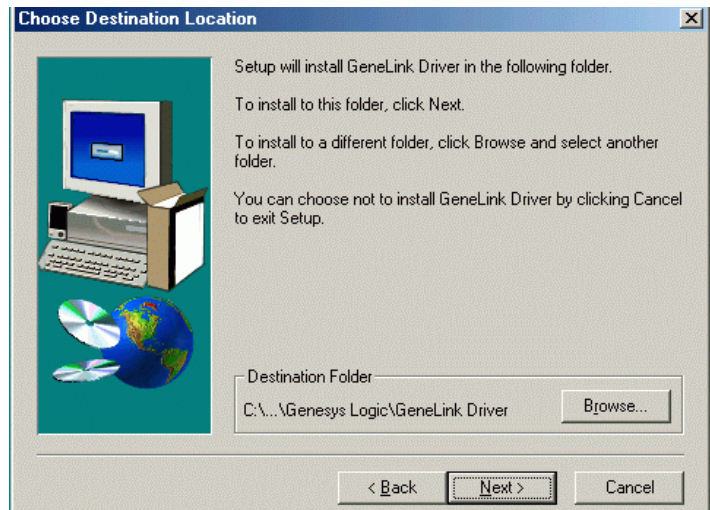 Choose Destination Location
Setup will install GeneLink Driver in the following folder.
To install to this folder, click Next.
To install to a different folder, click Browse and select another
folder.
You can choose not to install GeneLink Driver by clicking Cancel
to exit Setup.
Destination Folder
C:\...\Genesys Logic\GeneLink Driver
Browse...
< Back
Next >
Cancel